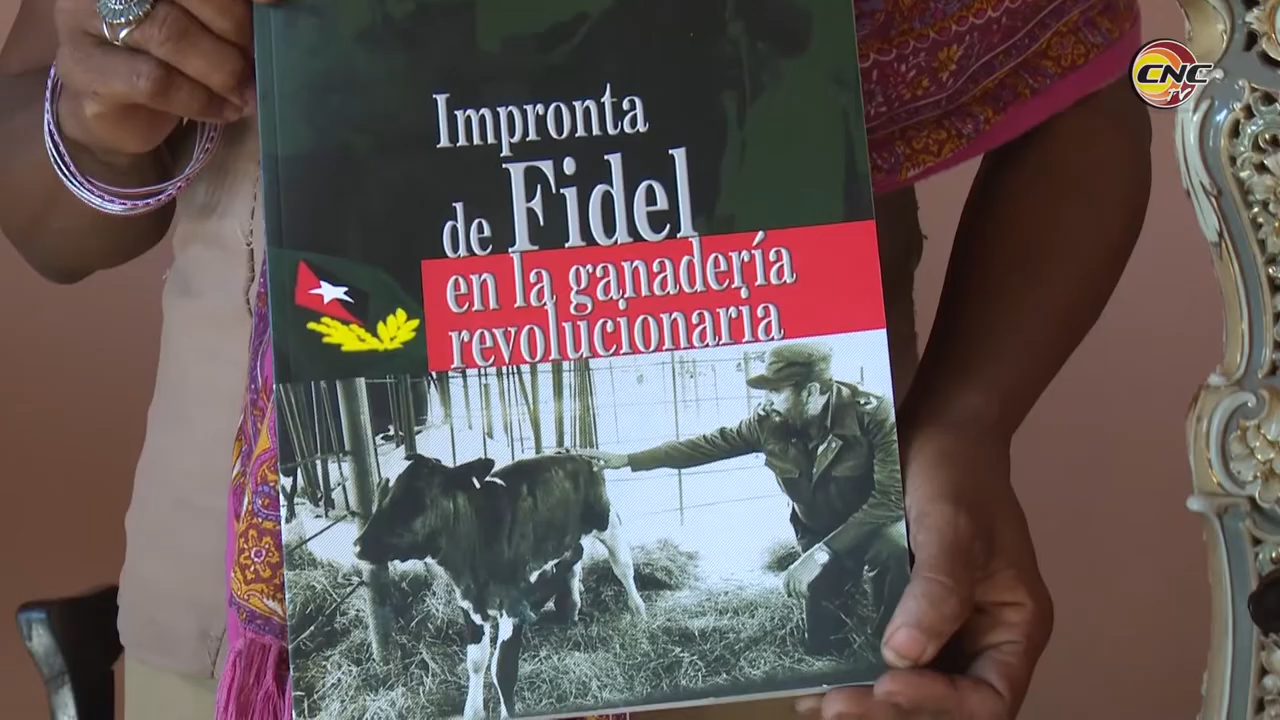 Impronta
de Fidel
en la ganadería
revolucionaria
CNC
TV